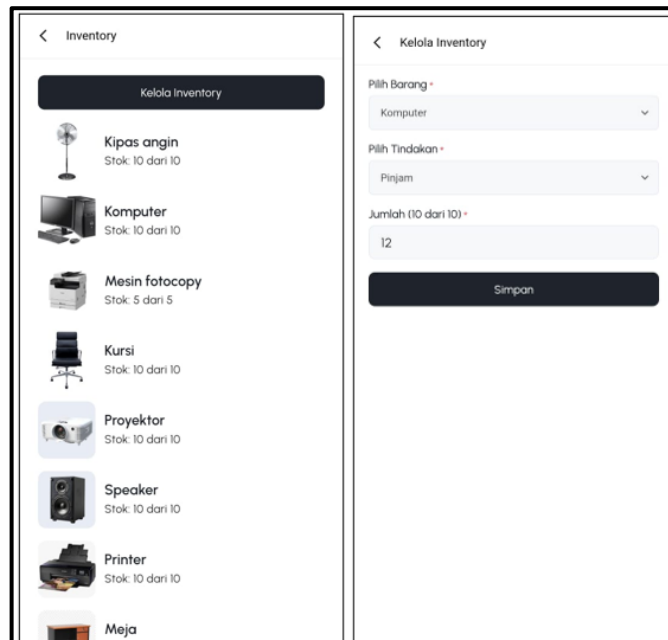 Inventory
Kelola Inventory
Kipas angin
Stok: 10 dari 10
Komputer
Stok: 10 dari 10
Mesin fotocopy
Stok: 5 dari 5
Kursi
Stok: 10 dari 10
Proyektor
Stok: 10 dari 10
Speaker
Stok: 10 dari 10
Printer
Stok: 10 dari 10
Meja
Kelola Inventory
Pilih Barang *
Komputer
Pilih Tindakan *
Pinjam
Jumlah (10 dari 10) *
12
Simpan